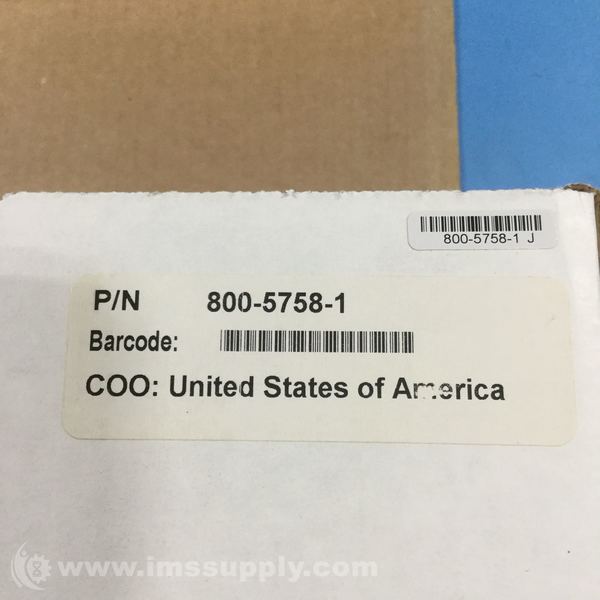 800-5758-1 J
P/N 800-5758-1
Barcode:
COO: United States of America
www.imssupply.com